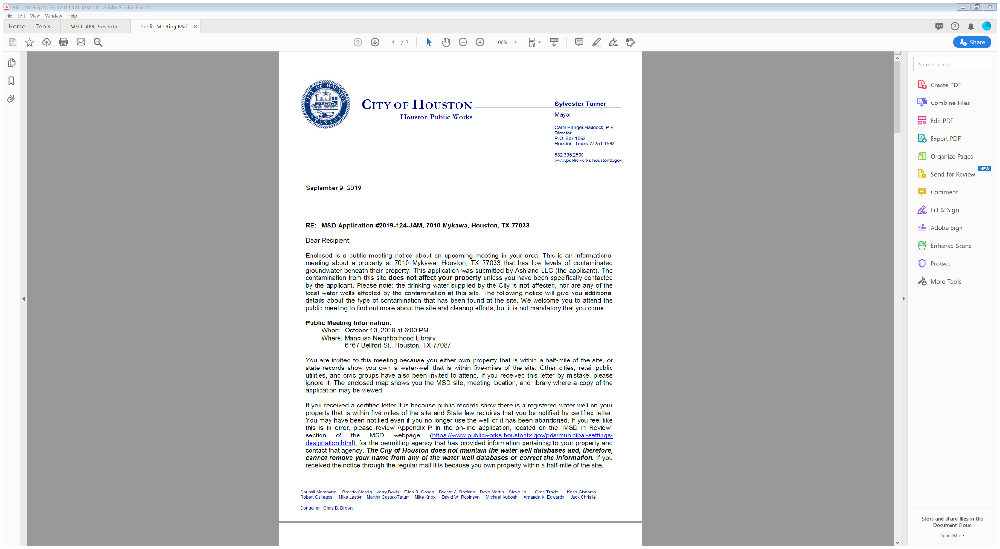 Public Meeting Mailer #2019-124-JAM.pdf - Adobe Acrobat Pro DC
File Edit View Window Help
Home Tools MSD JAM_Presenta... Public Meeting Mai... ×
1 / 7 100% Share
Search tools
Create PDF
Combine Files
Edit PDF
Export PDF
Organize Pages
NEW
Send for Review
Comment
Fill & Sign
Adobe Sign
Enhance Scans
Protect
More Tools
Store and share files in the
Document Cloud
Learn More
CITY OF HOUSTON
TEXAS
CITY OF HOUSTON
Houston Public Works
Sylvester Turner
Mayor
Carol Ellinger Haddock, P.E.
Director
P.O. Box 1562
Houston, Texas 77251-1562
832.395.2500
www.publicworks.houstontx.gov
September 9, 2019
RE: MSD Application #2019-124-JAM, 7010 Mykawa, Houston, TX 77033
Dear Recipient:
Enclosed is a public meeting notice about an upcoming meeting in your area. This is an informational
meeting about a property at 7010 Mykawa, Houston, TX 77033 that has low levels of contaminated
groundwater beneath their property. This application was submitted by Ashland LLC (the applicant). The
contamination from this site does not affect your property unless you have been specifically contacted
by the applicant. Please note: the drinking water supplied by the City is not affected, nor are any of the
local water wells affected by the contamination at this site. The following notice will give you additional
details about the type of contamination that has been found at the site. We welcome you to attend the
public meeting to find out more about the site and cleanup efforts, but it is not mandatory that you come.
Public Meeting Information:
When: October 10, 2019 at 6:00 PM
Where: Mancuso Neighborhood Library
6767 Bellfort St., Houston, TX 77087
You are invited to this meeting because you either own property that is within a half-mile of the site, or
state records show you own a water-well that is within five-miles of the site. Other cities, retail public
utilities, and civic groups have also been invited to attend. If you received this letter by mistake, please
ignore it. The enclosed map shows you the MSD site, meeting location, and library where a copy of the
application may be viewed.
If you received a certified letter it is because public records show there is a registered water well on your
property that is within five miles of the site and State law requires that you be notified by certified letter.
You may have been notified even if you no longer use the well or it has been abandoned. If you feel like
this is in error, please review Appendix P in the on-line application, located on the “MSD in Review”
section of the MSD webpage (https://www.publicworks.houstontx.gov/pds/municipal-settings-
designation.html), for the permitting agency that has provided information pertaining to your property and
contact that agency. The City of Houston does not maintain the water well databases and, therefore,
cannot remove your name from any of the water well databases or correct the information. If you
received the notice through the regular mail it is because you own property within a half-mile of the site.
Council Members: Brenda Stardig Jerry Davis Ellen R. Cohen Dwight A. Boykins Dave Martin Steve Le Greg Travis Karla Cisneros
Robert Gallegos Mike Laster Martha Castex-Tatum Mike Knox David W. Robinson Michael Kubosh Amanda K. Edwards Jack Christie
Controller: Chris B. Brown